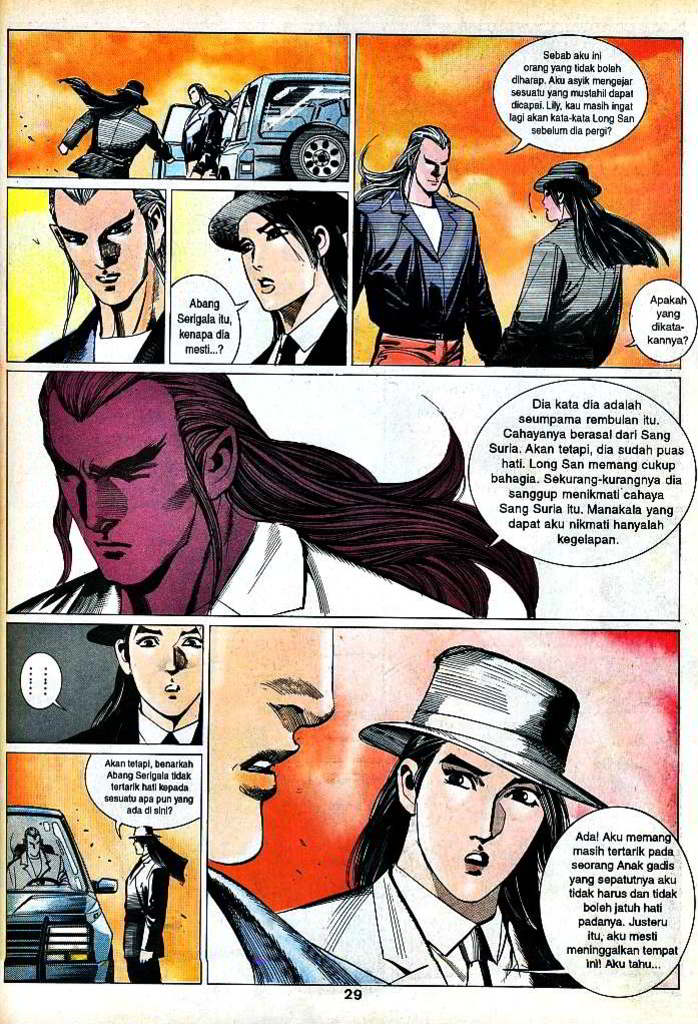 Sebab aku ini
orang yang tidak boleh
diharap. Aku asyik mengejar
sesuatu yang mustahil dapat
dicapai. Lily, kau masih ingat
lagi akan kata-kata Long San
sebelum dia pergi?
Abang
Serigala itu,
kenapa dia
mesti...?
Apakah
yang
dikata-
kannya?
Dia kata dia adalah
seumpama rembulan itu.
Cahayanya berasal dari Sang
Suria. Akan tetapi, dia sudah puas
hati. Long San memang cukup
bahagia. Sekurang-kurangnya dia
sanggup menikmati cahaya
Sang Suria itu. Manakala yang
dapat aku nikmati hanyalah
kegelapan.
Akan tetapi, benarkah
Abang Serigala tidak
tertarik hati kepada
sesuatu apa pun yang
ada di sini?
Ada! Aku memang
masih tertarik pada
seorang Anak gadis
yang sepatutnya aku
tidak harus dan tidak
boleh jatuh hati
padanya. Justeru
itu, aku mesti
meninggalkan tempat
ini! Aku tahu...
29